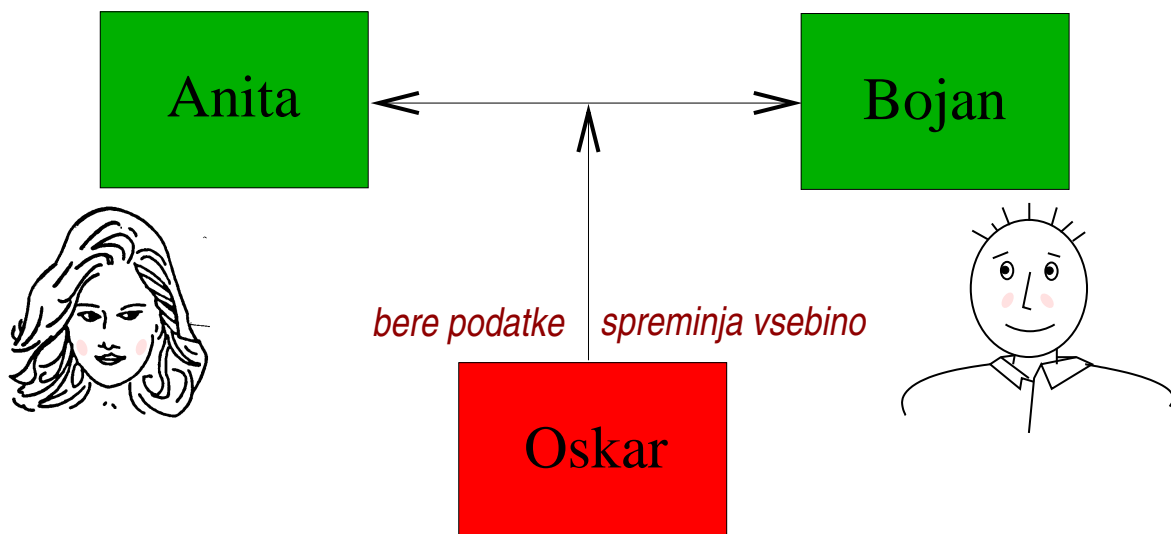 Anita
Bojan
bere podatke
spreminja vsebino
Oskar